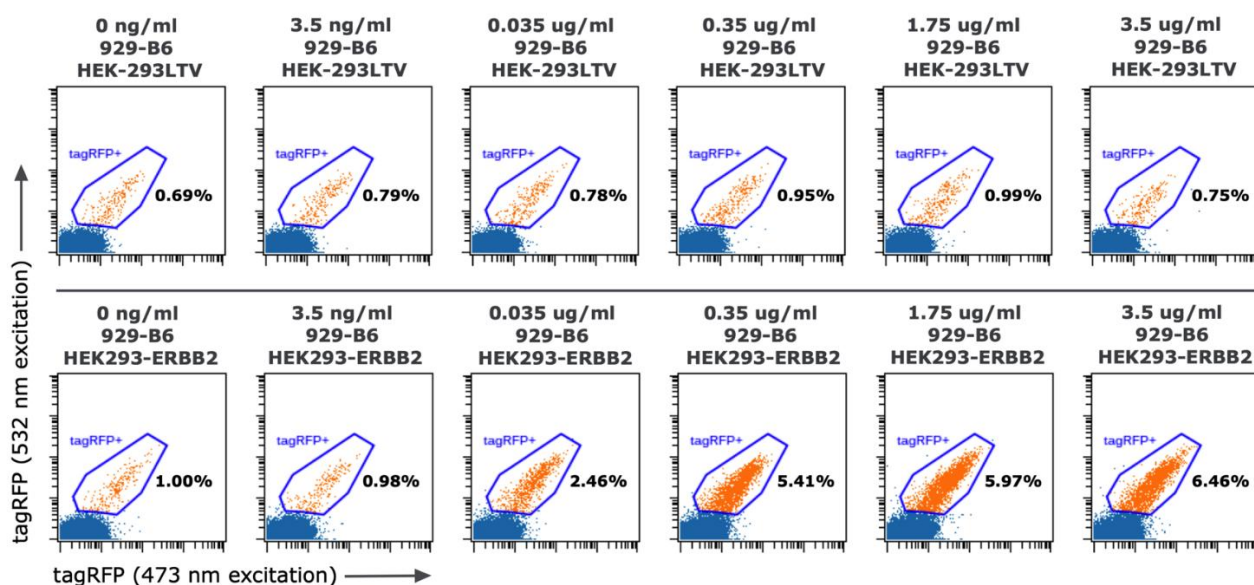 0 ng/ml
929-B6
HEK-293LTV
3.5 ng/ml
929-B6
HEK-293LTV
0.035 ug/ml
929-B6
HEK-293LTV
0.35 ug/ml
929-B6
HEK-293LTV
1.75 ug/ml
929-B6
HEK-293LTV
3.5 ug/ml
929-B6
HEK-293LTV
tagRFP+
0.69%
tagRFP+
0.79%
tagRFP+
0.78%
tagRFP+
0.95%
tagRFP+
0.99%
tagRFP+
0.75%
0 ng/ml
929-B6
HEK293-ERBB2
3.5 ng/ml
929-B6
HEK293-ERBB2
0.035 ug/ml
929-B6
HEK293-ERBB2
0.35 ug/ml
929-B6
HEK293-ERBB2
1.75 ug/ml
929-B6
HEK293-ERBB2
3.5 ug/ml
929-B6
HEK293-ERBB2
tagRFP+
1.00%
tagRFP+
0.98%
tagRFP+
2.46%
tagRFP+
5.41%
tagRFP+
5.97%
tagRFP+
6.46%
tagRFP (532 nm excitation)
tagRFP (473 nm excitation)